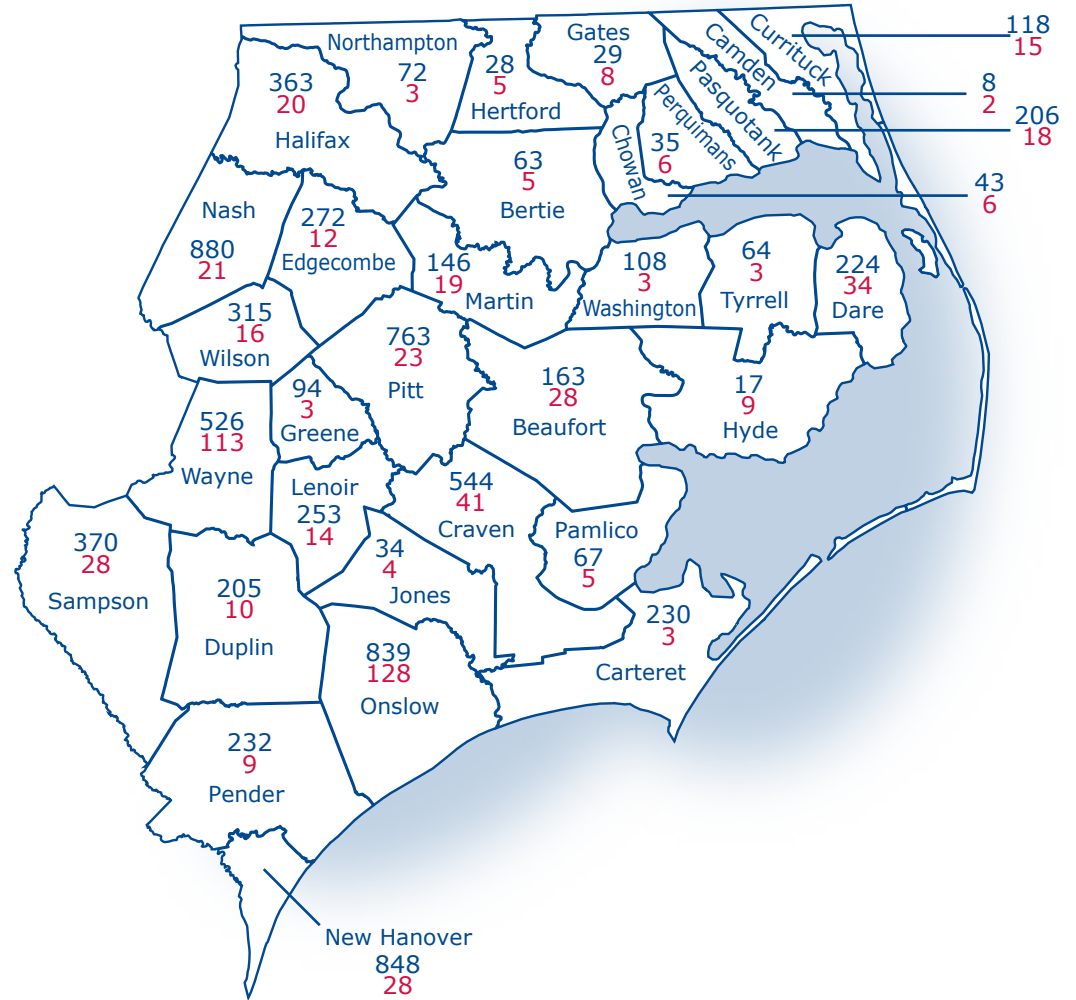 Northampton
72
3
363
20
Halifax
28
5
Hertford
Gates
29
8
Camden
Currituck
118
15
8
2
Pasquotank
206
18
Perquimans
35
6
Chowan
43
6
63
5
Bertie
Nash
880
21
272
12
Edgecombe
146
19
Martin
108
3
Washington
64
3
Tyrrell
224
34
Dare
315
16
Wilson
763
23
Pitt
163
28
Beaufort
17
9
Hyde
94
3
Greene
526
113
Wayne
Lenoir
253
14
544
41
Craven
Pamlico
67
5
370
28
Sampson
205
10
Duplin
34
4
Jones
230
3
Carteret
839
128
Onslow
232
9
Pender
New Hanover
848
28